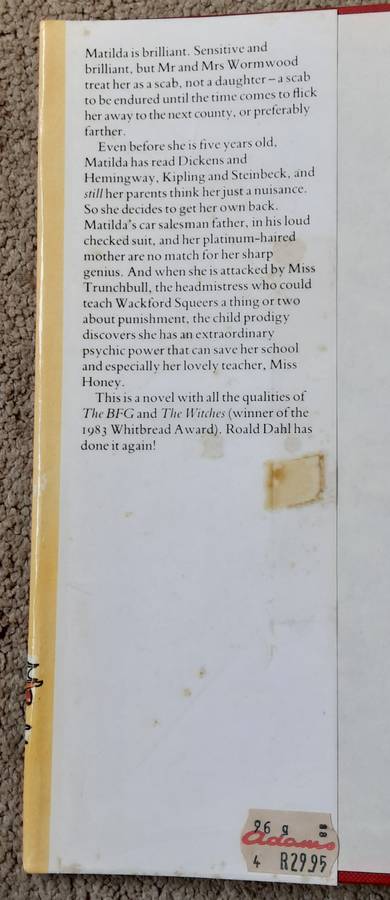 Matilda is brilliant. Sensitive and
brilliant, but Mr and Mrs Wormwood
treat her as a scab, not a daughter – a scab
to be endured until the time comes to flick
her away to the next county, or preferably
farther.
Even before she is five years old,
Matilda has read Dickens and
Hemingway, Kipling and Steinbeck, and
still her parents think her just a nuisance.
So she decides to get her own back.
Matilda's car salesman father, in his loud
checked suit, and her platinum-haired
mother are no match for her sharp
genius. And when she is attacked by Miss
Trunchbull, the headmistress who could
teach Wackford Squeers a thing or two
about punishment, the child prodigy
discovers she has an extraordinary
psychic power that can save her school
and especially her lovely teacher, Miss
Honey.
This is a novel with all the qualities of
The BFG and The Witches (winner of the
1983 Whitbread Award). Roald Dahl has
done it again!
96 9 88
adams
4 R29.95